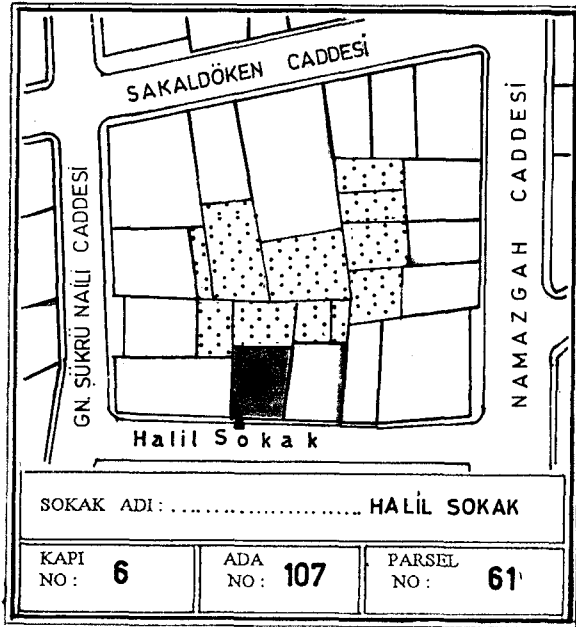 SAKALDÖKEN CADDESİ
NAMAZGAH CADDESİ
GN. ŞÜKRÜ NAİLİ CADDESİ
Halil Sokak
SOKAK ADI : ........................ HALİL SOKAK
KAPI NO : 6
ADA NO : 107
PARSEL NO : 61